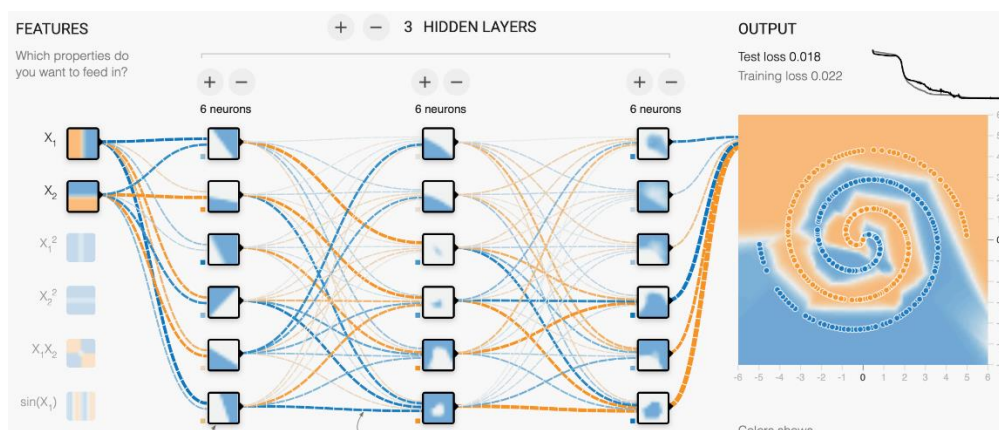 FEATURES
Which properties do
you want to feed in?
X1
X2
X1²
X2²
X1X2
sin(X1)
+ − 3 HIDDEN LAYERS
+ −
6 neurons
+ −
6 neurons
+ −
6 neurons
OUTPUT
Test loss 0.018
Training loss 0.022
-6 -5 -4 -3 -2 -1 0 1 2 3 4 5 6